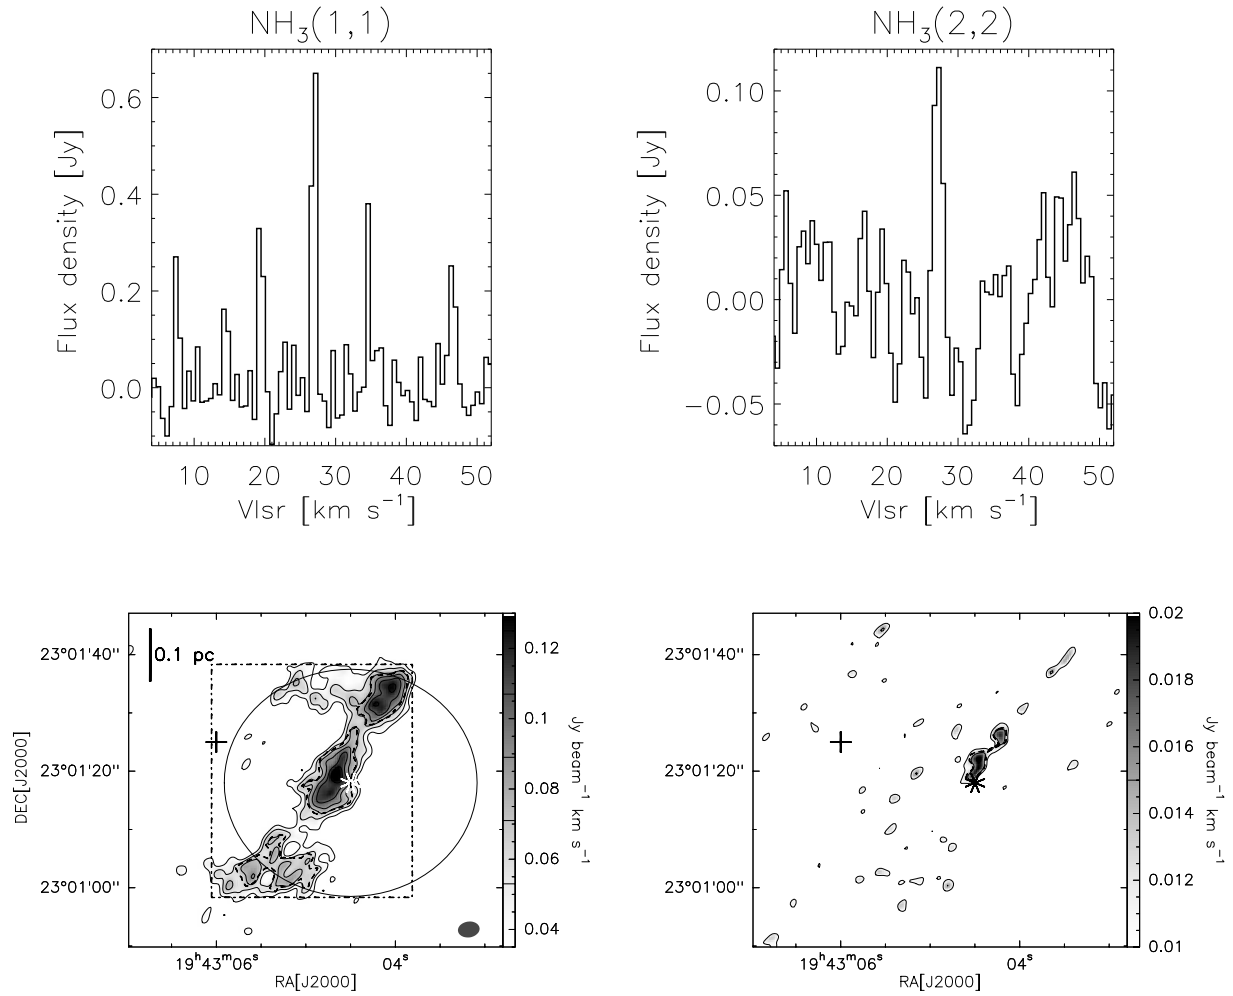 NH₃(1,1)
Flux density [Jy]
0.6
0.4
0.2
0.0
10 20 30 40 50
Vlsr [km s⁻¹]
NH₃(2,2)
Flux density [Jy]
0.10
0.05
0.00
−0.05
10 20 30 40 50
Vlsr [km s⁻¹]
DEC[J2000]
23°01'40''
23°01'20''
23°01'00''
0.1 pc
19ʰ43ᵐ06ˢ 04ˢ
RA[J2000]
0.12
0.1
0.08
0.06
0.04
Jy beam⁻¹ km s⁻¹
23°01'40''
23°01'20''
23°01'00''
19ʰ43ᵐ06ˢ 04ˢ
RA[J2000]
0.02
0.018
0.016
0.014
0.012
0.01
Jy beam⁻¹ km s⁻¹